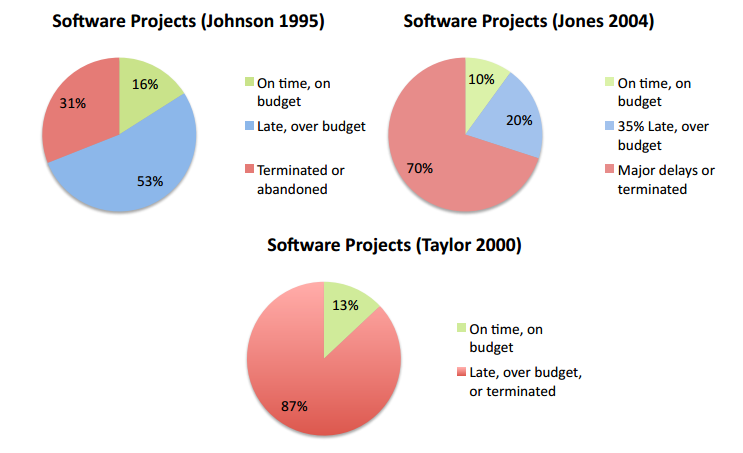 Software Projects (Johnson 1995)
16%
31%
53%
On time, on
budget
Late, over budget
Terminated or
abandoned
Software Projects (Jones 2004)
10%
20%
70%
On time, on
budget
35% Late, over
budget
Major delays or
terminated
Software Projects (Taylor 2000)
13%
87%
On time, on
budget
Late, over budget,
or terminated